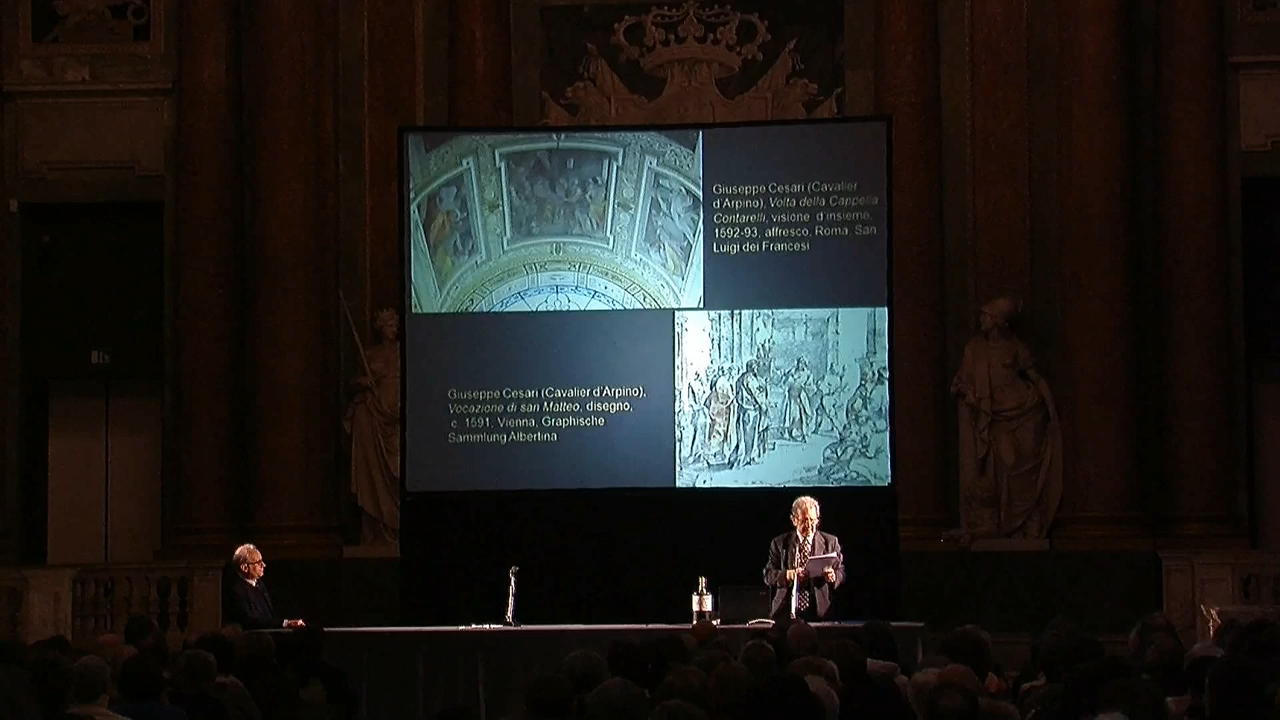 Giuseppe Cesari (Cavalier
d'Arpino), Volta della Cappella
Contarelli, visione d'insieme,
1592-93, affresco, Roma, San
Luigi dei Francesi
Giuseppe Cesari (Cavalier d'Arpino),
Vocazione di san Matteo, disegno,
c. 1591, Vienna, Graphische
Sammlung Albertina